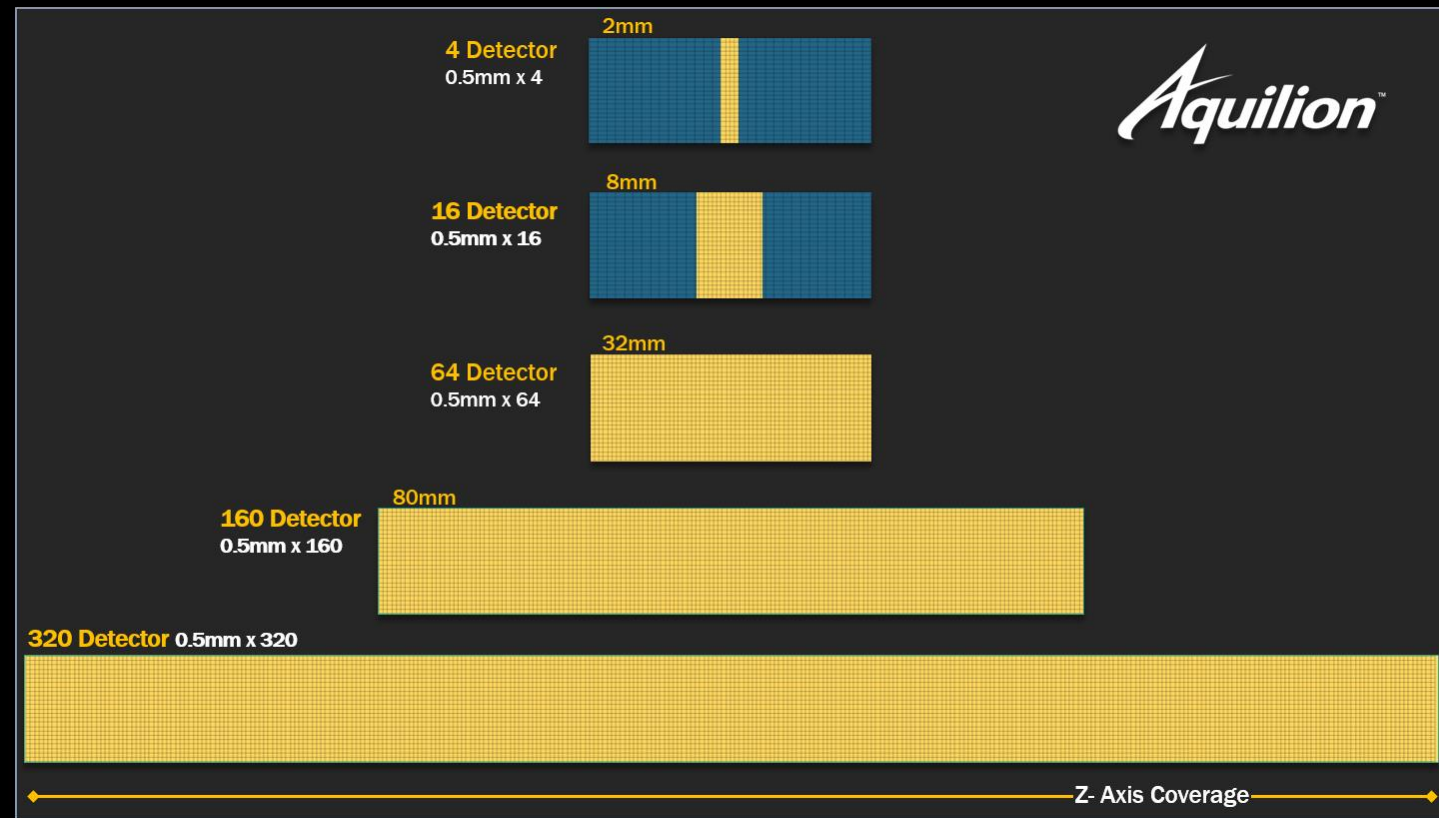 2mm
4 Detector
0.5mm x 4
Aquilion™
8mm
16 Detector
0.5mm x 16
32mm
64 Detector
0.5mm x 64
80mm
160 Detector
0.5mm x 160
320 Detector 0.5mm x 320
Z- Axis Coverage